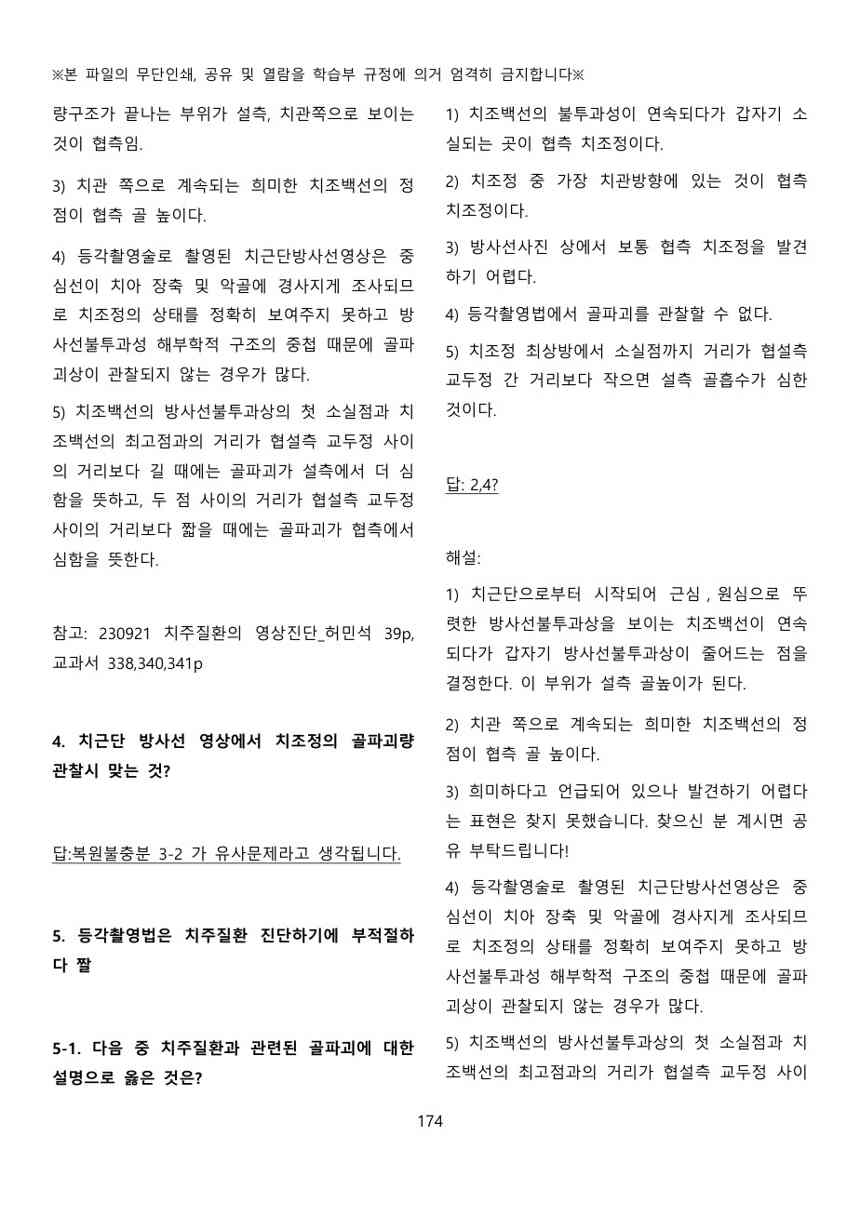 ※본 파일의 무단인쇄, 공유 및 열람을 학습부 규정에 의거 엄격히 금지합니다※
량구조가 끝나는 부위가 설측, 치관쪽으로 보이는
것이 협측임.
3) 치관 쪽으로 계속되는 희미한 치조백선의 정
점이 협측 골 높이다.
4) 등각촬영술로 촬영된 치근단방사선영상은 중
심선이 치아 장축 및 악골에 경사지게 조사되므
로 치조정의 상태를 정확히 보여주지 못하고 방
사선불투과성 해부학적 구조의 중첩 때문에 골파
괴상이 관찰되지 않는 경우가 많다.
5) 치조백선의 방사선불투과상의 첫 소실점과 치
조백선의 최고점과의 거리가 협설측 교두정 사이
의 거리보다 길 때에는 골파괴가 설측에서 더 심
함을 뜻하고, 두 점 사이의 거리가 협설측 교두정
사이의 거리보다 짧을 때에는 골파괴가 협측에서
심함을 뜻한다.
참고: 230921 치주질환의 영상진단_허민석 39p,
교과서 338,340,341p
4. 치근단 방사선 영상에서 치조정의 골파괴량
관찰시 맞는 것?
답:복원불충분 3-2 가 유사문제라고 생각됩니다.
5. 등각촬영법은 치주질환 진단하기에 부적절하
다 짤
5-1. 다음 중 치주질환과 관련된 골파괴에 대한
설명으로 옳은 것은?
1) 치조백선의 불투과성이 연속되다가 갑자기 소
실되는 곳이 협측 치조정이다.
2) 치조정 중 가장 치관방향에 있는 것이 협측
치조정이다.
3) 방사선사진 상에서 보통 협측 치조정을 발견
하기 어렵다.
4) 등각촬영법에서 골파괴를 관찰할 수 없다.
5) 치조정 최상방에서 소실점까지 거리가 협설측
교두정 간 거리보다 작으면 설측 골흡수가 심한
것이다.
답: 2,4?
해설:
1) 치근단으로부터 시작되어 근심 , 원심으로 뚜
렷한 방사선불투과상을 보이는 치조백선이 연속
되다가 갑자기 방사선불투과상이 줄어드는 점을
결정한다. 이 부위가 설측 골높이가 된다.
2) 치관 쪽으로 계속되는 희미한 치조백선의 정
점이 협측 골 높이다.
3) 희미하다고 언급되어 있으나 발견하기 어렵다
는 표현은 찾지 못했습니다. 찾으신 분 계시면 공
유 부탁드립니다!
4) 등각촬영술로 촬영된 치근단방사선영상은 중
심선이 치아 장축 및 악골에 경사지게 조사되므
로 치조정의 상태를 정확히 보여주지 못하고 방
사선불투과성 해부학적 구조의 중첩 때문에 골파
괴상이 관찰되지 않는 경우가 많다.
5) 치조백선의 방사선불투과상의 첫 소실점과 치
조백선의 최고점과의 거리가 협설측 교두정 사이
174